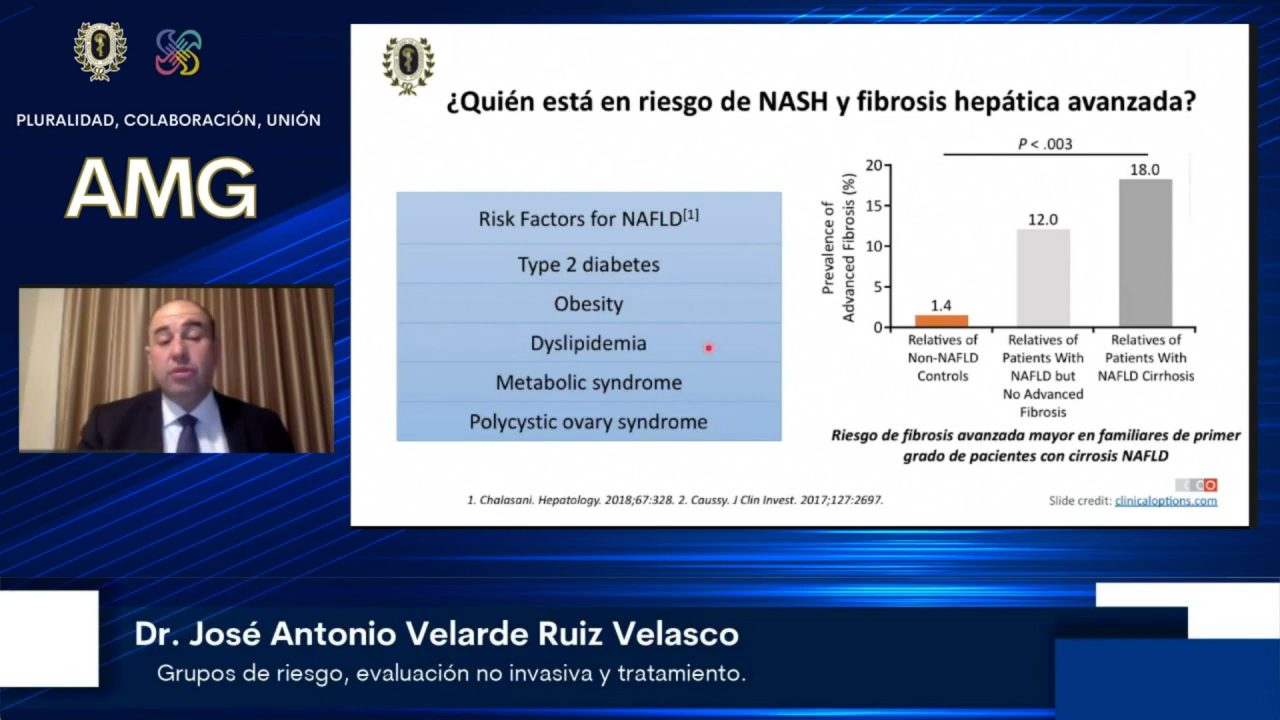 PLURALIDAD, COLABORACIÓN, UNIÓN
AMG
¿Quién está en riesgo de NASH y fibrosis hepática avanzada?
Risk Factors for NAFLD[1]
Type 2 diabetes
Obesity
Dyslipidemia
Metabolic syndrome
Polycystic ovary syndrome
P < .003
Prevalence of
Advanced Fibrosis (%)
20
15
10
5
0
1.4
12.0
18.0
Relatives of
Non-NAFLD
Controls
Relatives of
Patients With
NAFLD but
No Advanced
Fibrosis
Relatives of
Patients With
NAFLD Cirrhosis
Riesgo de fibrosis avanzada mayor en familiares de primer
grado de pacientes con cirrosis NAFLD
1. Chalasani. Hepatology. 2018;67:328. 2. Caussy. J Clin Invest. 2017;127:2697.
CCO
Slide credit: clinicaloptions.com
Dr. José Antonio Velarde Ruiz Velasco
Grupos de riesgo, evaluación no invasiva y tratamiento.